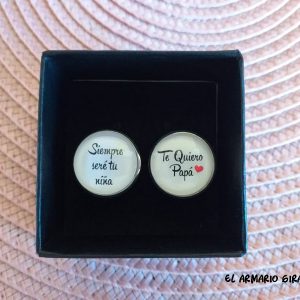 Siempre
seré tu
niña
Te Quiero
Papá
EL ARMARIO GIRA